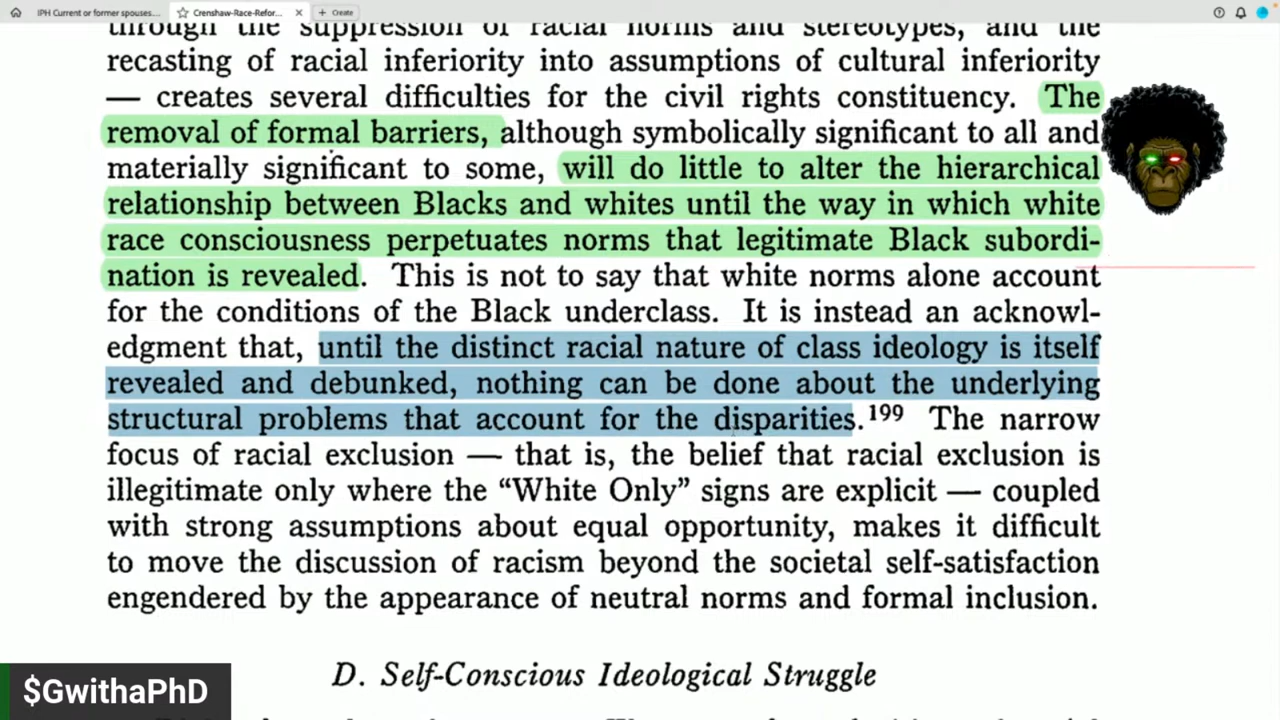 IPH Current or former spouses...
Crenshaw-Race-Refor...
Create
through the suppression of racial norms and stereotypes, and the
recasting of racial inferiority into assumptions of cultural inferiority
— creates several difficulties for the civil rights constituency. The
removal of formal barriers, although symbolically significant to all and
materially significant to some, will do little to alter the hierarchical
relationship between Blacks and whites until the way in which white
race consciousness perpetuates norms that legitimate Black subordi-
nation is revealed. This is not to say that white norms alone account
for the conditions of the Black underclass. It is instead an acknowl-
edgment that, until the distinct racial nature of class ideology is itself
revealed and debunked, nothing can be done about the underlying
structural problems that account for the disparities.199 The narrow
focus of racial exclusion — that is, the belief that racial exclusion is
illegitimate only where the “White Only” signs are explicit — coupled
with strong assumptions about equal opportunity, makes it difficult
to move the discussion of racism beyond the societal self-satisfaction
engendered by the appearance of neutral norms and formal inclusion.
D. Self-Conscious Ideological Struggle
$GwithaPhD